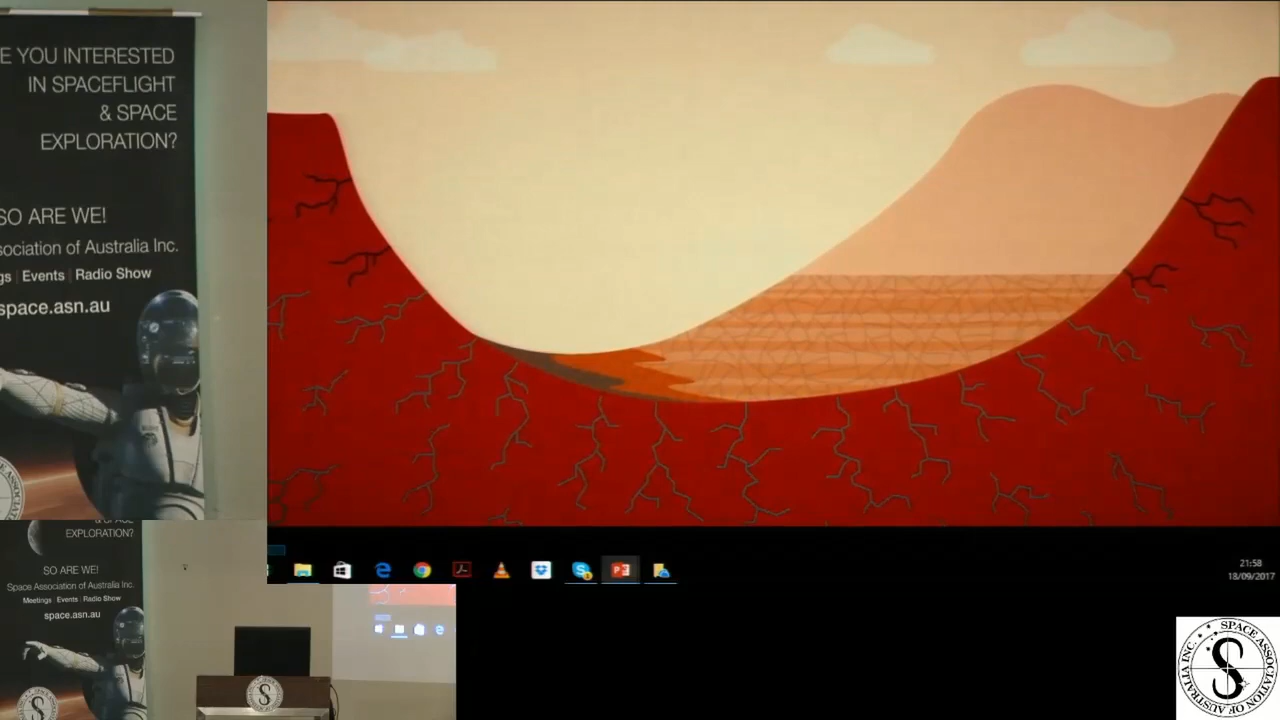 E YOU INTERESTED
IN SPACEFLIGHT
& SPACE
EXPLORATION?
SO ARE WE!
sociation of Australia Inc.
gs | Events | Radio Show
space.asn.au
& SPACE
EXPLORATION?
SO ARE WE!
Space Association of Australia Inc.
Meetings | Events | Radio Show
space.asn.au
21:58
18/09/2017
SPACE ASSOCIATION OF AUSTRALIA INC.
S
S